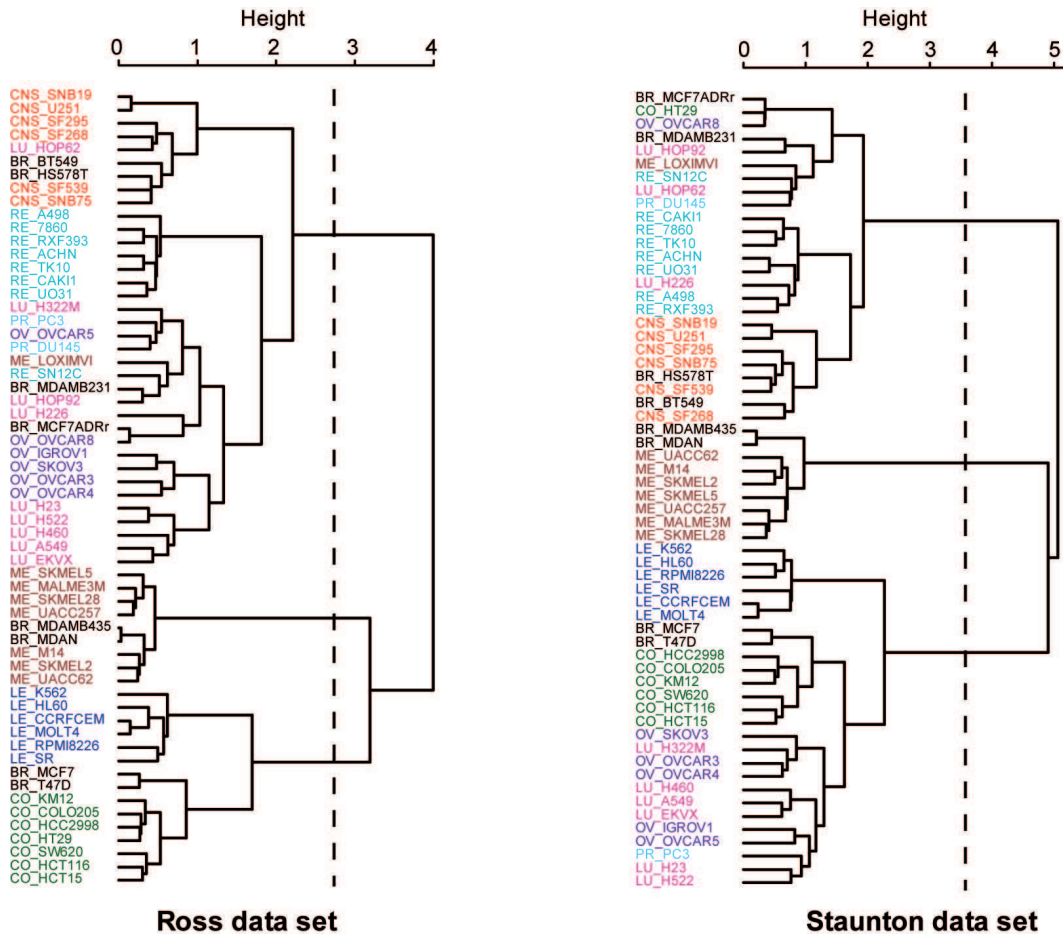 Height
0 1 2 3 4
CNS_SNB19
CNS_U251
CNS_SF295
CNS_SF268
LU_HOP62
BR_BT549
BR_HS578T
CNS_SF539
CNS_SNB75
RE_A498
RE_7860
RE_RXF393
RE_ACHN
RE_TK10
RE_CAKI1
RE_UO31
LU_H322M
PR_PC3
OV_OVCAR5
PR_DU145
ME_LOXIMVI
RE_SN12C
BR_MDAMB231
LU_HOP92
LU_H226
BR_MCF7ADRr
OV_OVCAR8
OV_IGROV1
OV_SKOV3
OV_OVCAR3
OV_OVCAR4
LU_H23
LU_H522
LU_H460
LU_A549
LU_EKVX
ME_SKMEL5
ME_MALME3M
ME_SKMEL28
ME_UACC257
BR_MDAMB435
BR_MDAN
ME_M14
ME_SKMEL2
ME_UACC62
LE_K562
LE_HL60
LE_CCRFCEM
LE_MOLT4
LE_RPMI8226
LE_SR
BR_MCF7
BR_T47D
CO_KM12
CO_COLO205
CO_HCC2998
CO_HT29
CO_SW620
CO_HCT116
CO_HCT15
Ross data set
Height
0 1 2 3 4 5
BR_MCF7ADRr
CO_HT29
OV_OVCAR8
BR_MDAMB231
LU_HOP92
ME_LOXIMVI
RE_SN12C
LU_HOP62
PR_DU145
RE_CAKI1
RE_7860
RE_TK10
RE_ACHN
RE_UO31
LU_H226
RE_A498
RE_RXF393
CNS_SNB19
CNS_U251
CNS_SF295
CNS_SNB75
BR_HS578T
CNS_SF539
BR_BT549
CNS_SF268
BR_MDAMB435
BR_MDAN
ME_UACC62
ME_M14
ME_SKMEL2
ME_SKMEL5
ME_UACC257
ME_MALME3M
ME_SKMEL28
LE_K562
LE_HL60
LE_RPMI8226
LE_SR
LE_CCRFCEM
LE_MOLT4
BR_MCF7
BR_T47D
CO_HCC2998
CO_COLO205
CO_KM12
CO_SW620
CO_HCT116
CO_HCT15
OV_SKOV3
LU_H322M
OV_OVCAR3
OV_OVCAR4
LU_H460
LU_A549
LU_EKVX
OV_IGROV1
OV_OVCAR5
PR_PC3
LU_H23
LU_H522
Staunton data set